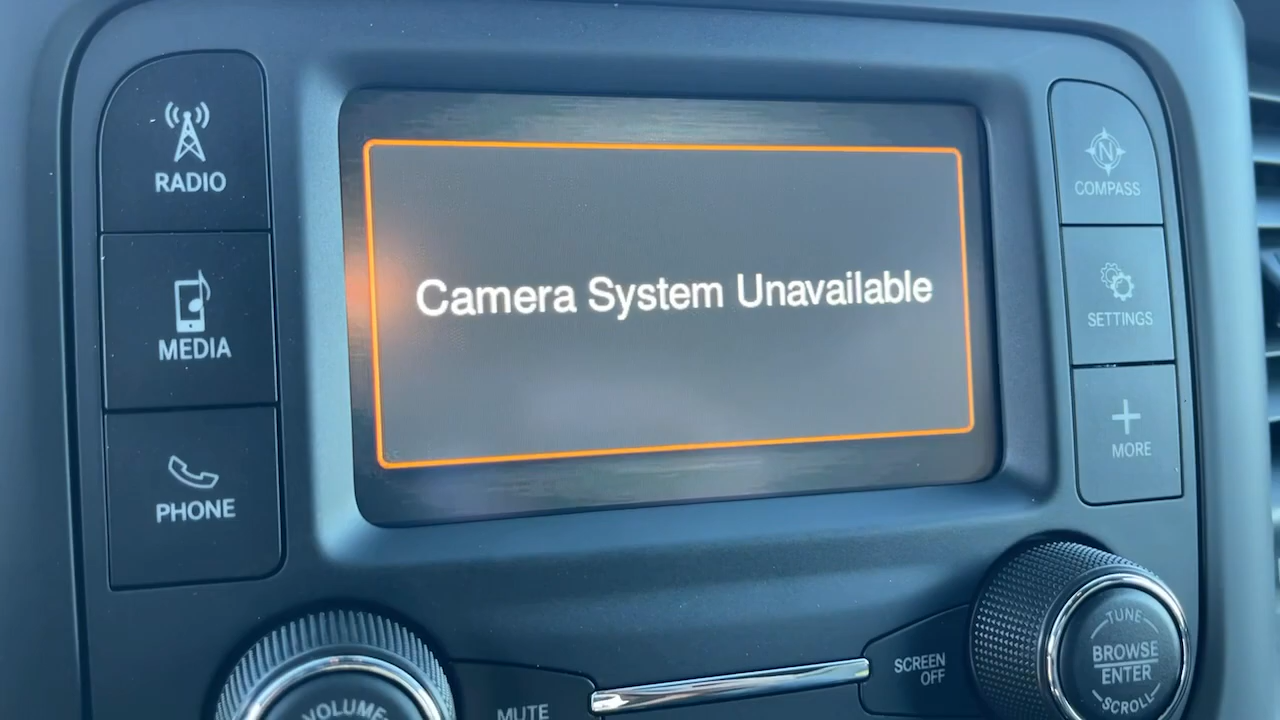 RADIO
MEDIA
PHONE
Camera System Unavailable
N
COMPASS
SETTINGS
MORE
VOLUME
MUTE
SCREEN
OFF
TUNE
BROWSE
ENTER
SCROLL